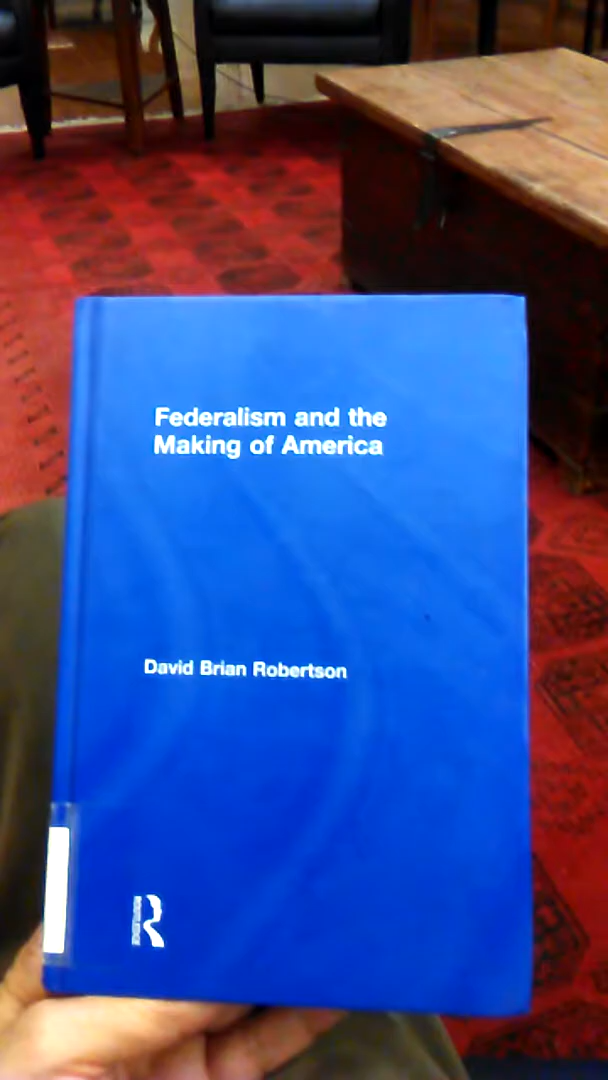 Federalism and the
Making of America
David Brian Robertson